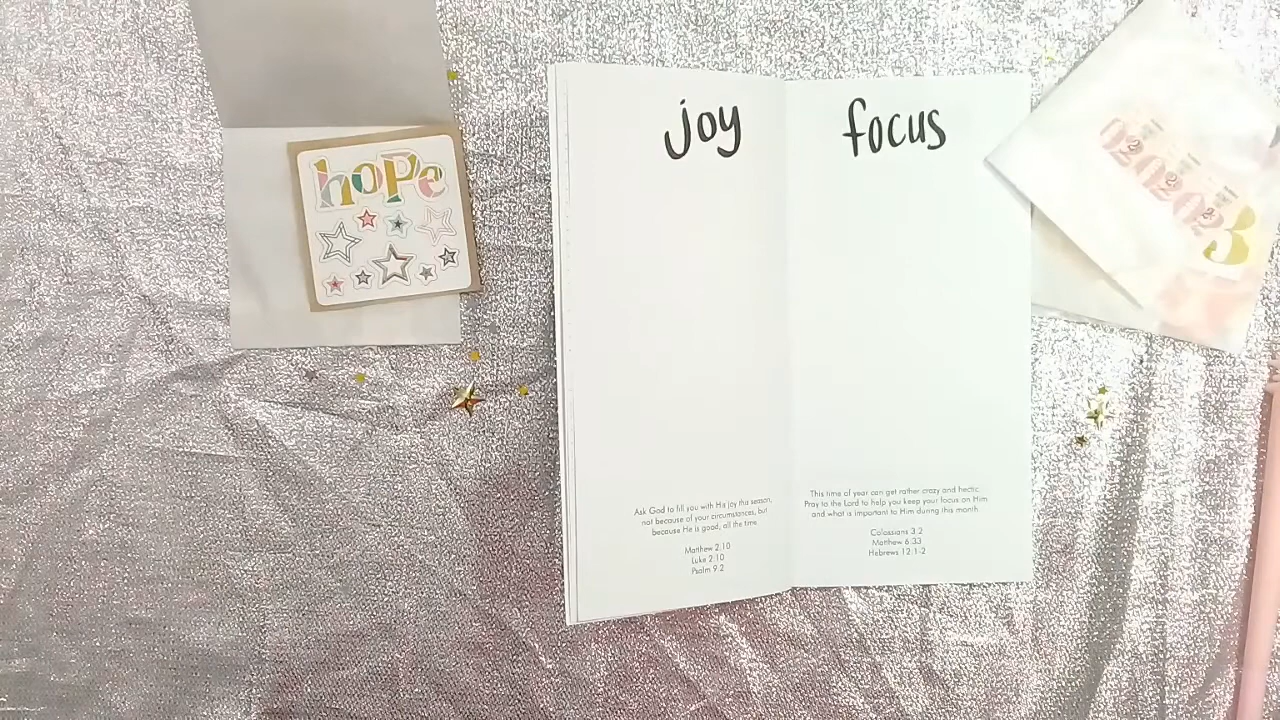 hope
joy
Ask God to fill you with His joy this season,
not because of your circumstances, but
because He is good, all the time.
Matthew 2:10
Luke 2:10
Psalm 9:2
focus
This time of year can get rather crazy and hectic.
Pray to the Lord to help you keep your focus on Him
and what is important to Him during this month.
Colossians 3:2
Matthew 6:33
Hebrews 12:1-2